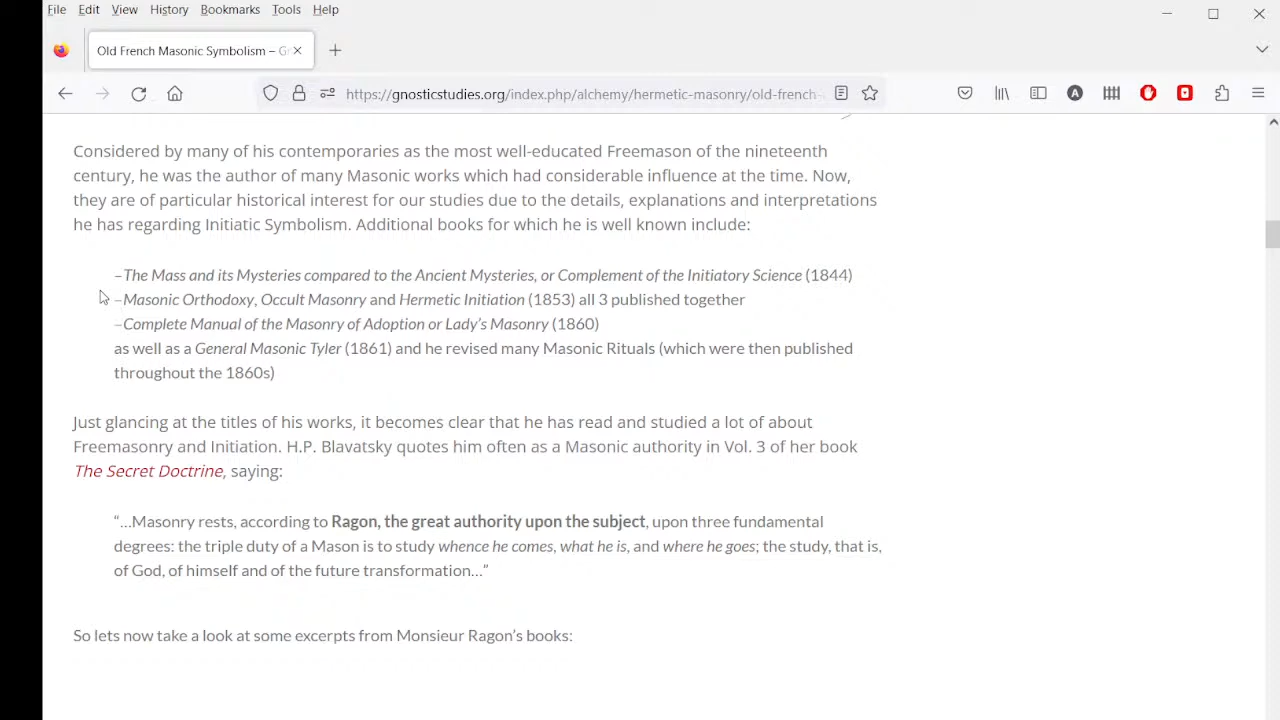 File Edit View History Bookmarks Tools Help
Old French Masonic Symbolism – G
https://gnosticstudies.org/index.php/alchemy/hermetic-masonry/old-french-
Considered by many of his contemporaries as the most well-educated Freemason of the nineteenth
century, he was the author of many Masonic works which had considerable influence at the time. Now,
they are of particular historical interest for our studies due to the details, explanations and interpretations
he has regarding Initiatic Symbolism. Additional books for which he is well known include:
–The Mass and its Mysteries compared to the Ancient Mysteries, or Complement of the Initiatory Science (1844)
–Masonic Orthodoxy, Occult Masonry and Hermetic Initiation (1853) all 3 published together
–Complete Manual of the Masonry of Adoption or Lady's Masonry (1860)
as well as a General Masonic Tyler (1861) and he revised many Masonic Rituals (which were then published
throughout the 1860s)
Just glancing at the titles of his works, it becomes clear that he has read and studied a lot of about
Freemasonry and Initiation. H.P. Blavatsky quotes him often as a Masonic authority in Vol. 3 of her book
The Secret Doctrine, saying:
“…Masonry rests, according to Ragon, the great authority upon the subject, upon three fundamental
degrees: the triple duty of a Mason is to study whence he comes, what he is, and where he goes; the study, that is,
of God, of himself and of the future transformation…”
So lets now take a look at some excerpts from Monsieur Ragon's books: